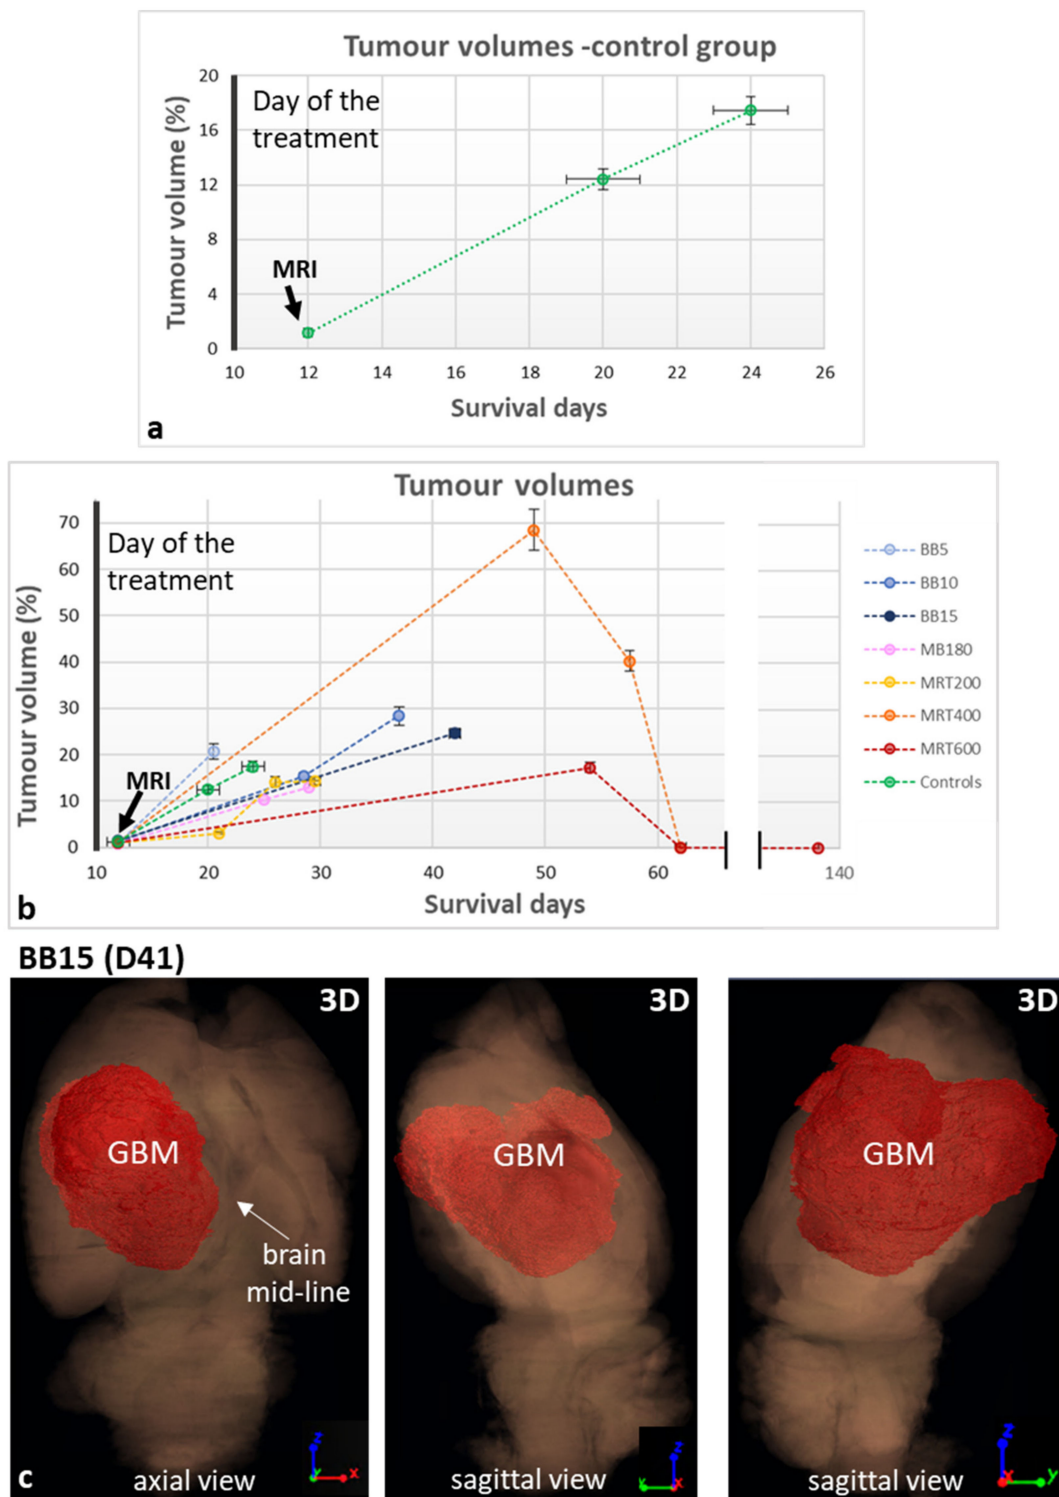 Tumour volumes -control group
Tumour volume (%)
20
16
12
8
4
0
Day of the
treatment
MRI
10 12 14 16 18 20 22 24 26
Survival days
a
Tumour volumes
Tumour volume (%)
70
60
50
40
30
20
10
0
Day of the
treatment
MRI
10 20 30 40 50 60 140
Survival days
BB5
BB10
BB15
MB180
MRT200
MRT400
MRT600
Controls
b
BB15 (D41)
3D
GBM
brain
mid-line
axial view
c
Z
Y
X
3D
GBM
sagittal view
Z
Y
X
3D
GBM
sagittal view
Z
X
Y